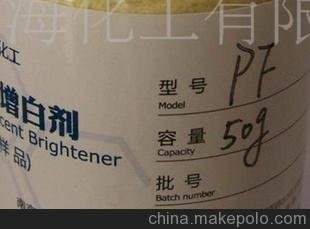 海化工有限
化工
型号 PF
Model
增白剂
cent Brightener
容量 50g
Capacity
样品)
批号
Batch number
china.makepolo.com